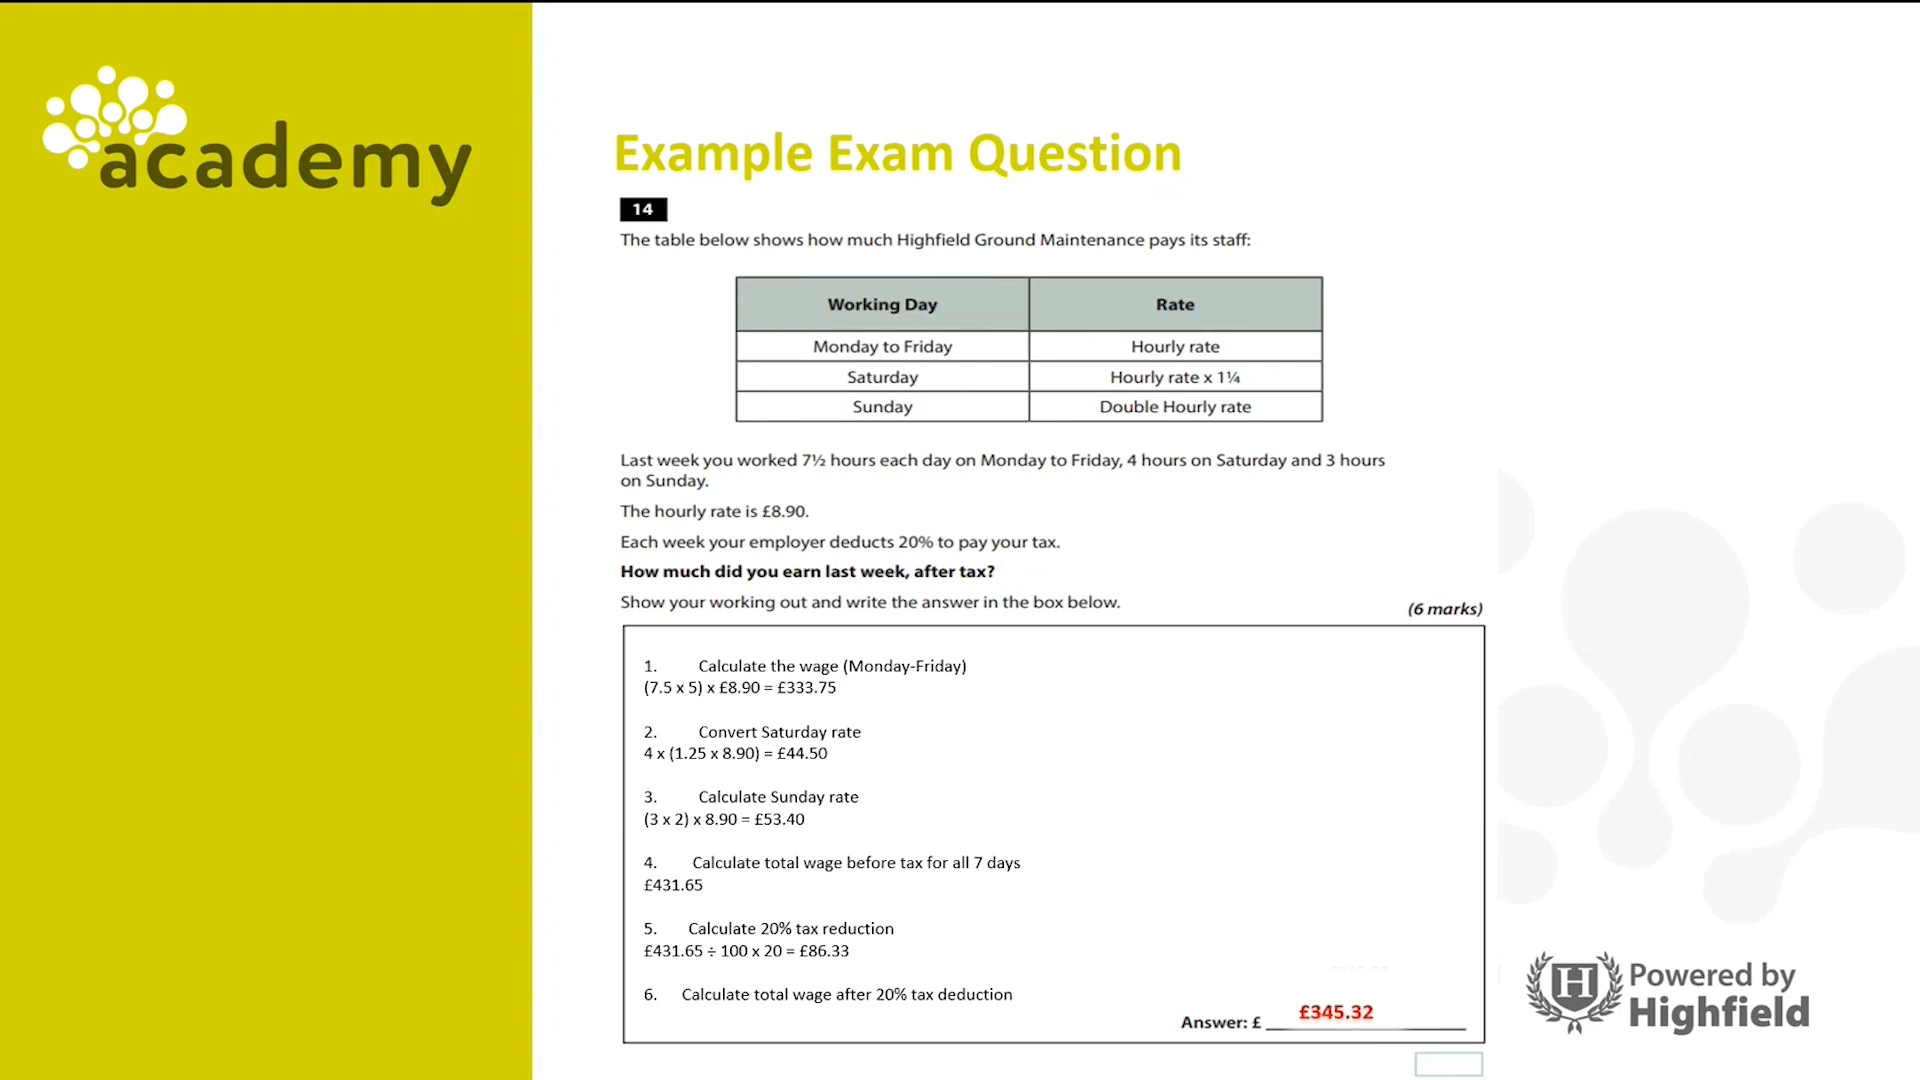 academy
Example Exam Question
14
The table below shows how much Highfield Ground Maintenance pays its staff:
Working Day Rate
Monday to Friday Hourly rate
Saturday Hourly rate x 1¼
Sunday Double Hourly rate
Last week you worked 7½ hours each day on Monday to Friday, 4 hours on Saturday and 3 hours
on Sunday.
The hourly rate is £8.90.
Each week your employer deducts 20% to pay your tax.
How much did you earn last week, after tax?
Show your working out and write the answer in the box below.
(6 marks)
1. Calculate the wage (Monday-Friday)
(7.5 x 5) x £8.90 = £333.75
2. Convert Saturday rate
4 x (1.25 x 8.90) = £44.50
3. Calculate Sunday rate
(3 x 2) x 8.90 = £53.40
4. Calculate total wage before tax for all 7 days
£431.65
5. Calculate 20% tax reduction
£431.65 ÷ 100 x 20 = £86.33
6. Calculate total wage after 20% tax deduction
Answer: £ £345.32
H
Powered by
Highfield